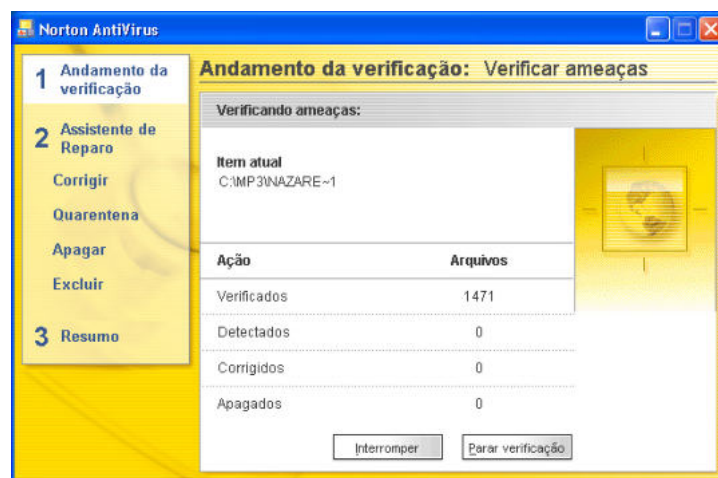 Norton AntiVirus
1 Andamento da
verificação
2 Assistente de
Reparo
Corrigir
Quarentena
Apagar
Excluir
3 Resumo
Andamento da verificação: Verificar ameaças
Verificando ameaças:
Item atual
C:\MP3\NAZARE~1
Ação Arquivos
Verificados 1471
Detectados 0
Corrigidos 0
Apagados 0
Interromper Parar verificação